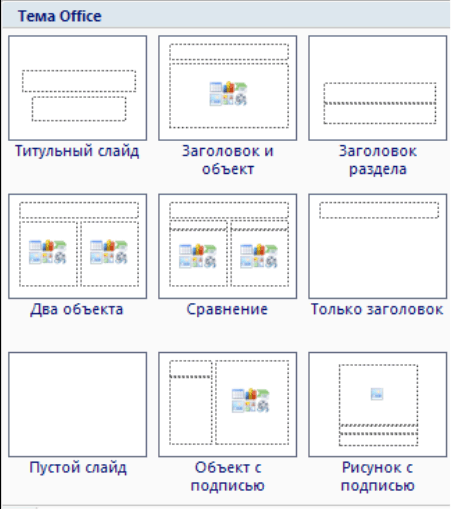 Тема Office
Титульный слайд
Заголовок и
объект
Заголовок
раздела
Два объекта
Сравнение
Только заголовок
Пустой слайд
Объект с
подписью
Рисунок с
подписью